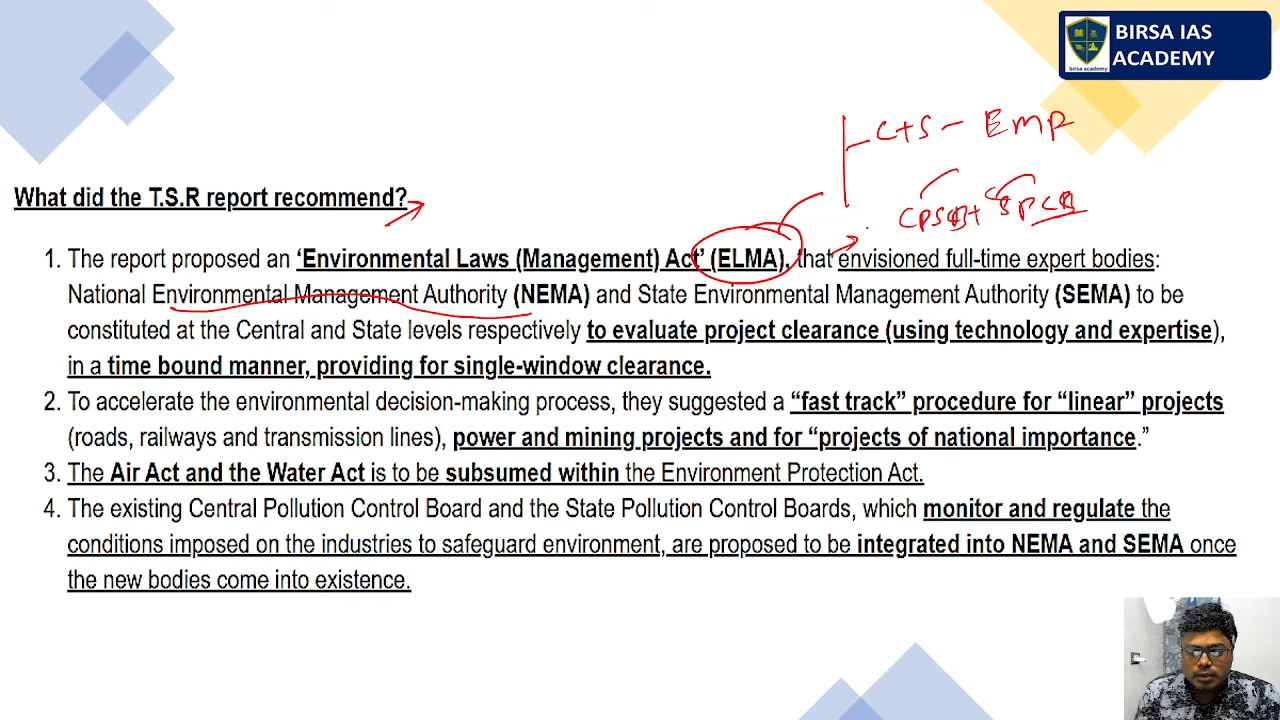 BIRSA IAS
ACADEMY
birsa academy
C+S - EMP
What did the T.S.R report recommend?
1. The report proposed an ‘Environmental Laws (Management) Act’ (ELMA), that envisioned full-time expert bodies:
National Environmental Management Authority (NEMA) and State Environmental Management Authority (SEMA) to be
constituted at the Central and State levels respectively to evaluate project clearance (using technology and expertise),
in a time bound manner, providing for single-window clearance.
2. To accelerate the environmental decision-making process, they suggested a “fast track” procedure for “linear” projects
(roads, railways and transmission lines), power and mining projects and for “projects of national importance.”
3. The Air Act and the Water Act is to be subsumed within the Environment Protection Act.
4. The existing Central Pollution Control Board and the State Pollution Control Boards, which monitor and regulate the
conditions imposed on the industries to safeguard environment, are proposed to be integrated into NEMA and SEMA once
the new bodies come into existence.